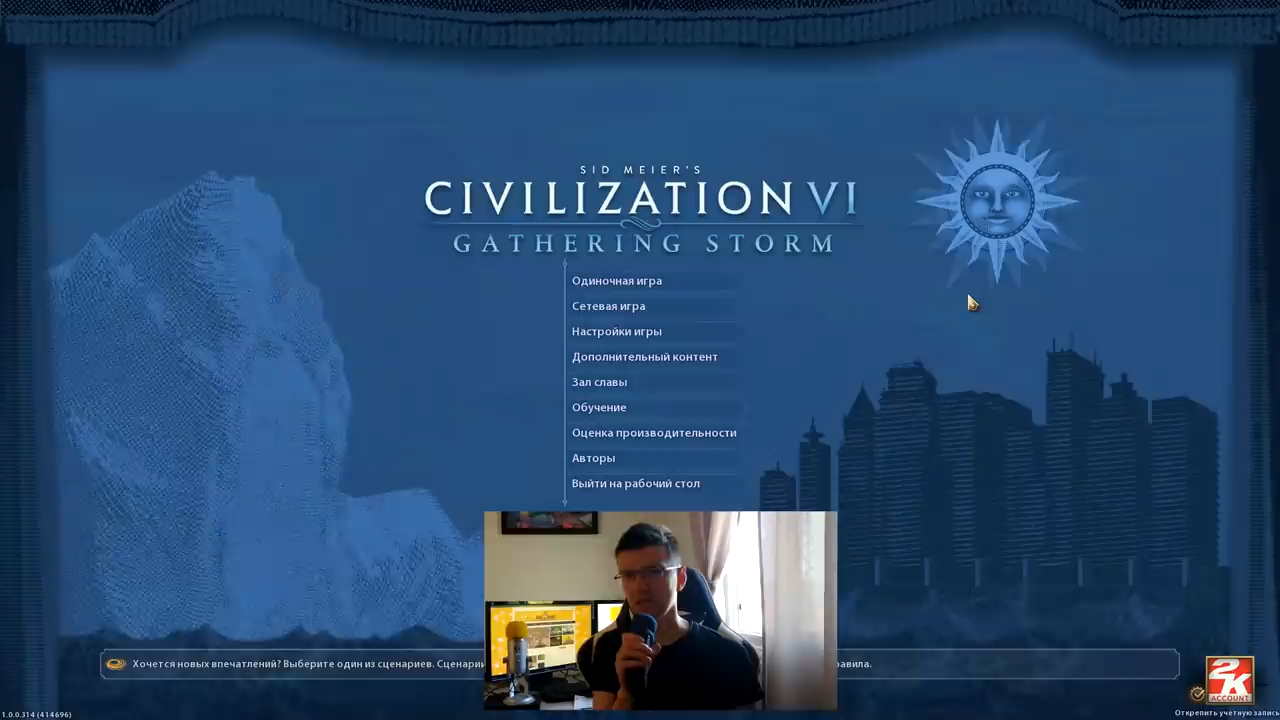 SID MEIER'S
CIVILIZATION VI
GATHERING STORM
Одиночная игра
Сетевая игра
Настройки игры
Дополнительный контент
Зал славы
Обучение
Оценка производительности
Авторы
Выйти на рабочий стол
Хочется новых впечатлений? Выберите один из сценариев. Сценарии
равила.
2K
ACCOUNT
1.0.0.314 (414696)
Открепить учетную запись